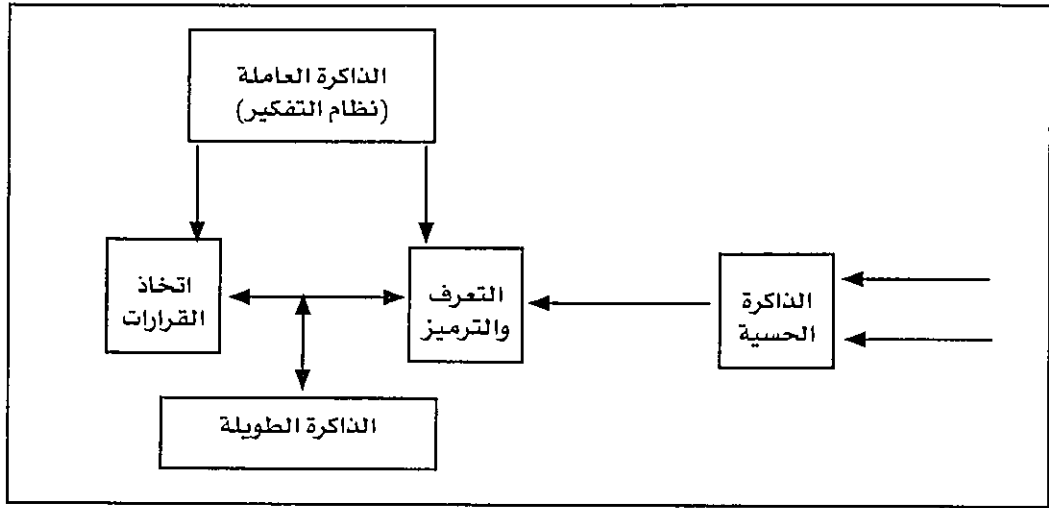 الذاكرة العاملة
(نظام التفكير)
الذاكرة
الحسية
التعرف
والترميز
اتخاذ
القرارات
الذاكرة الطويلة